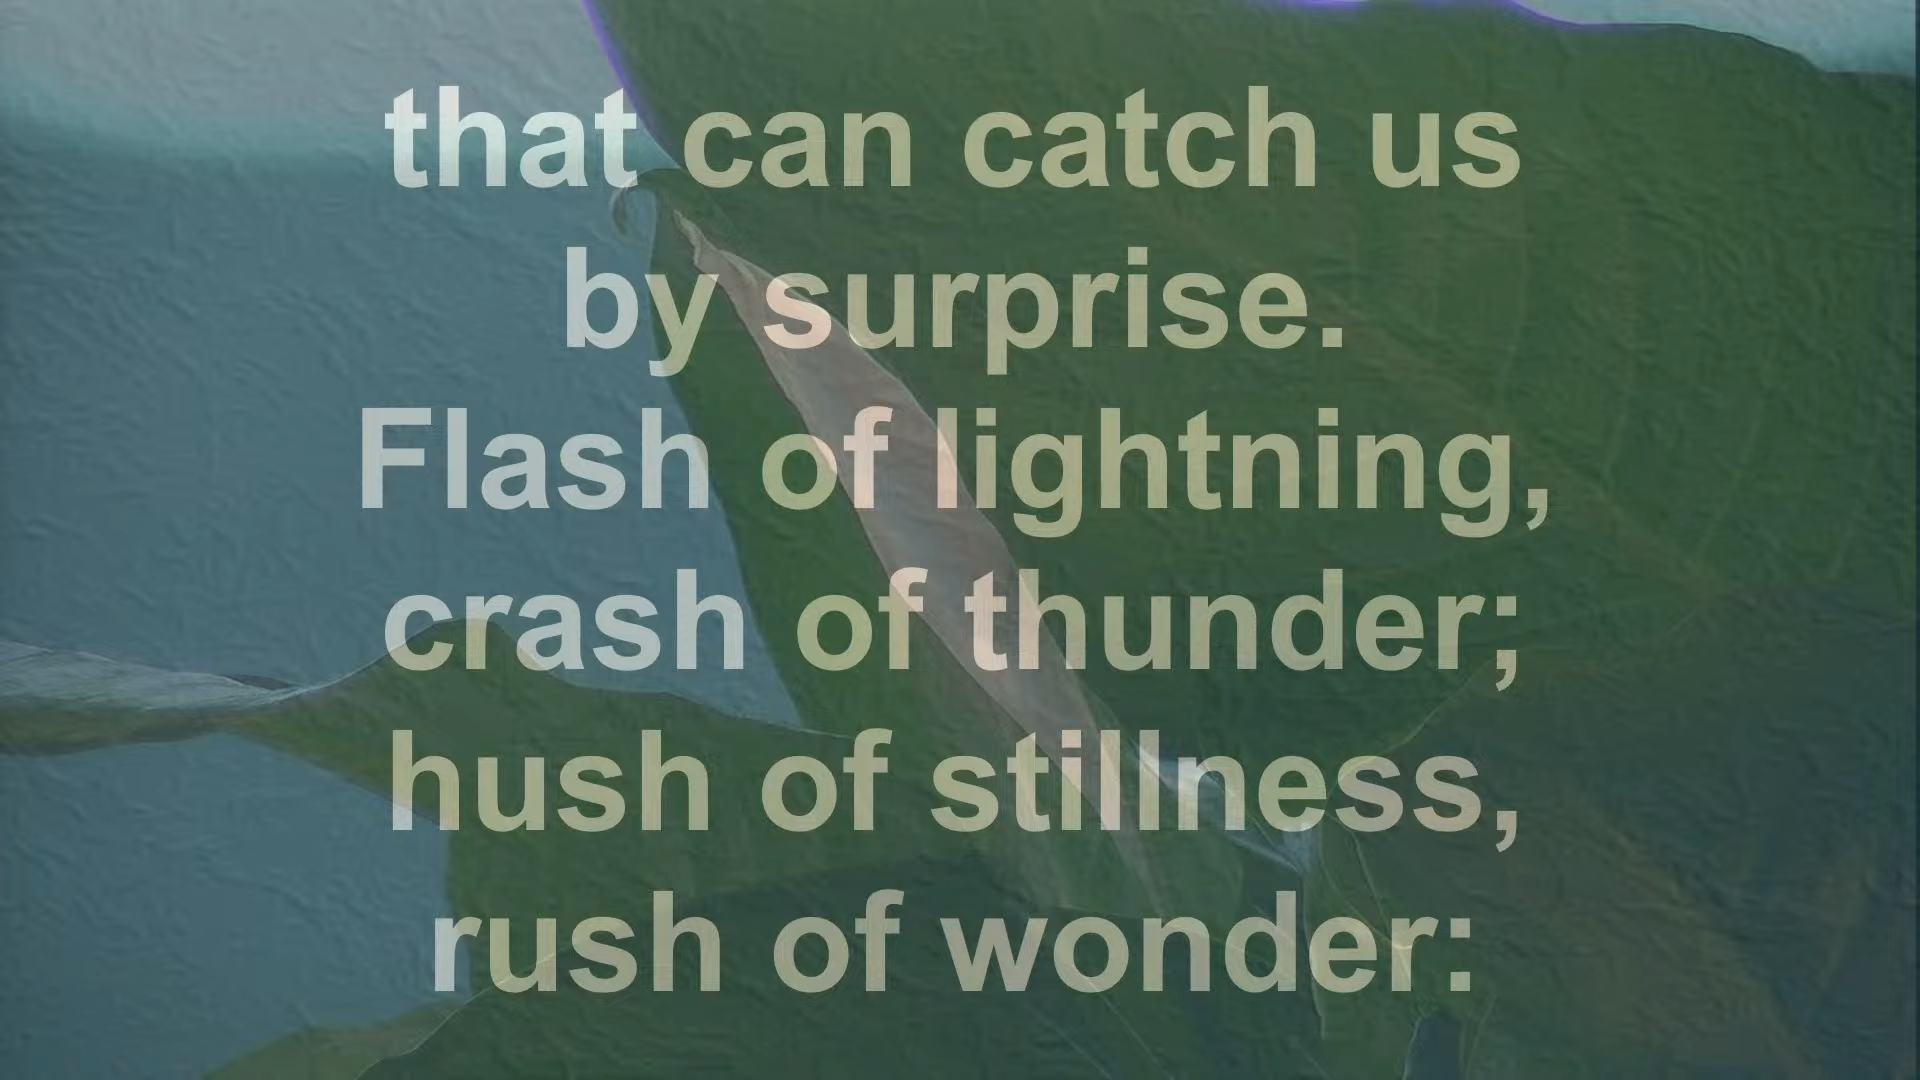 that can catch us
by surprise.
Flash of lightning,
crash of thunder;
hush of stillness,
rush of wonder: